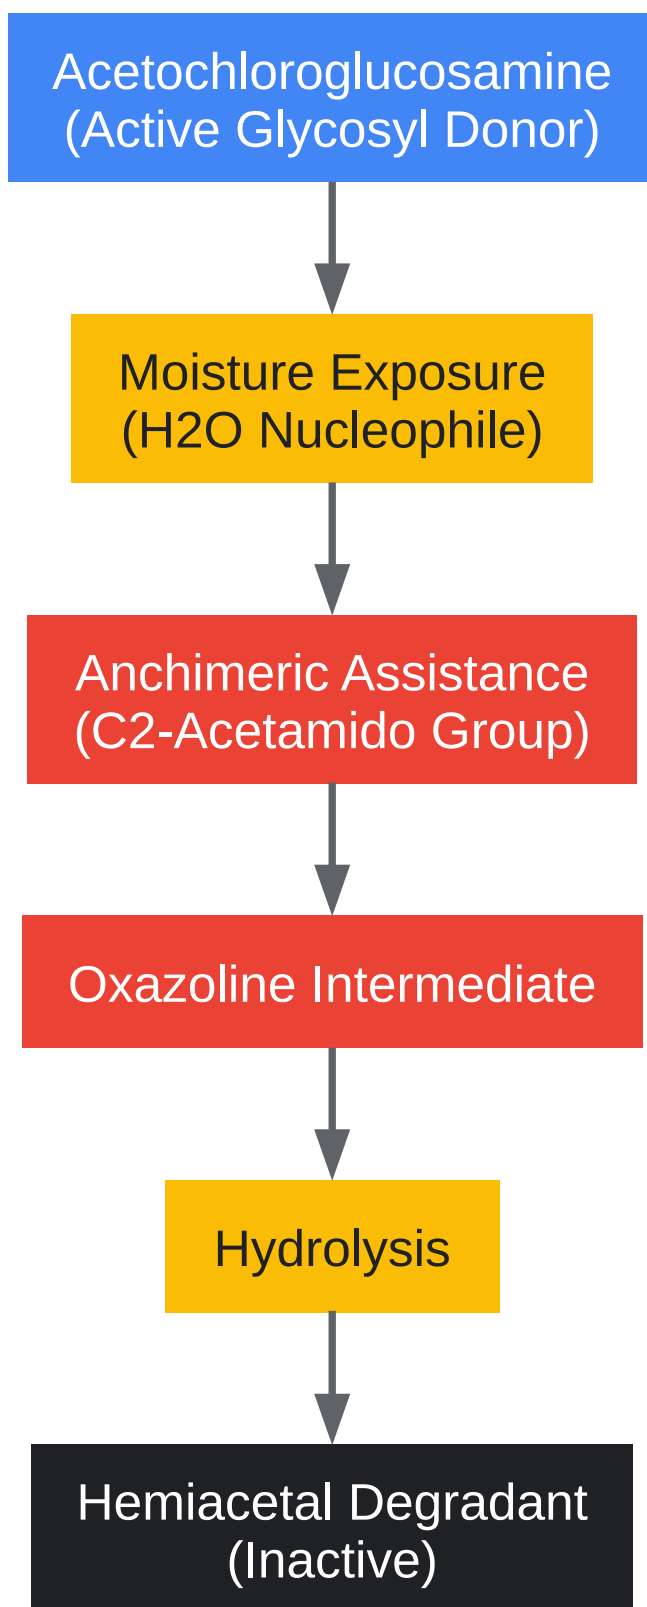 Acetochloroglucosamine
(Active Glycosyl Donor)
Moisture Exposure
(H2O Nucleophile)
Anchimeric Assistance
(C2-Acetamido Group)
Oxazoline Intermediate
Hydrolysis
Hemiacetal Degradant
(Inactive)